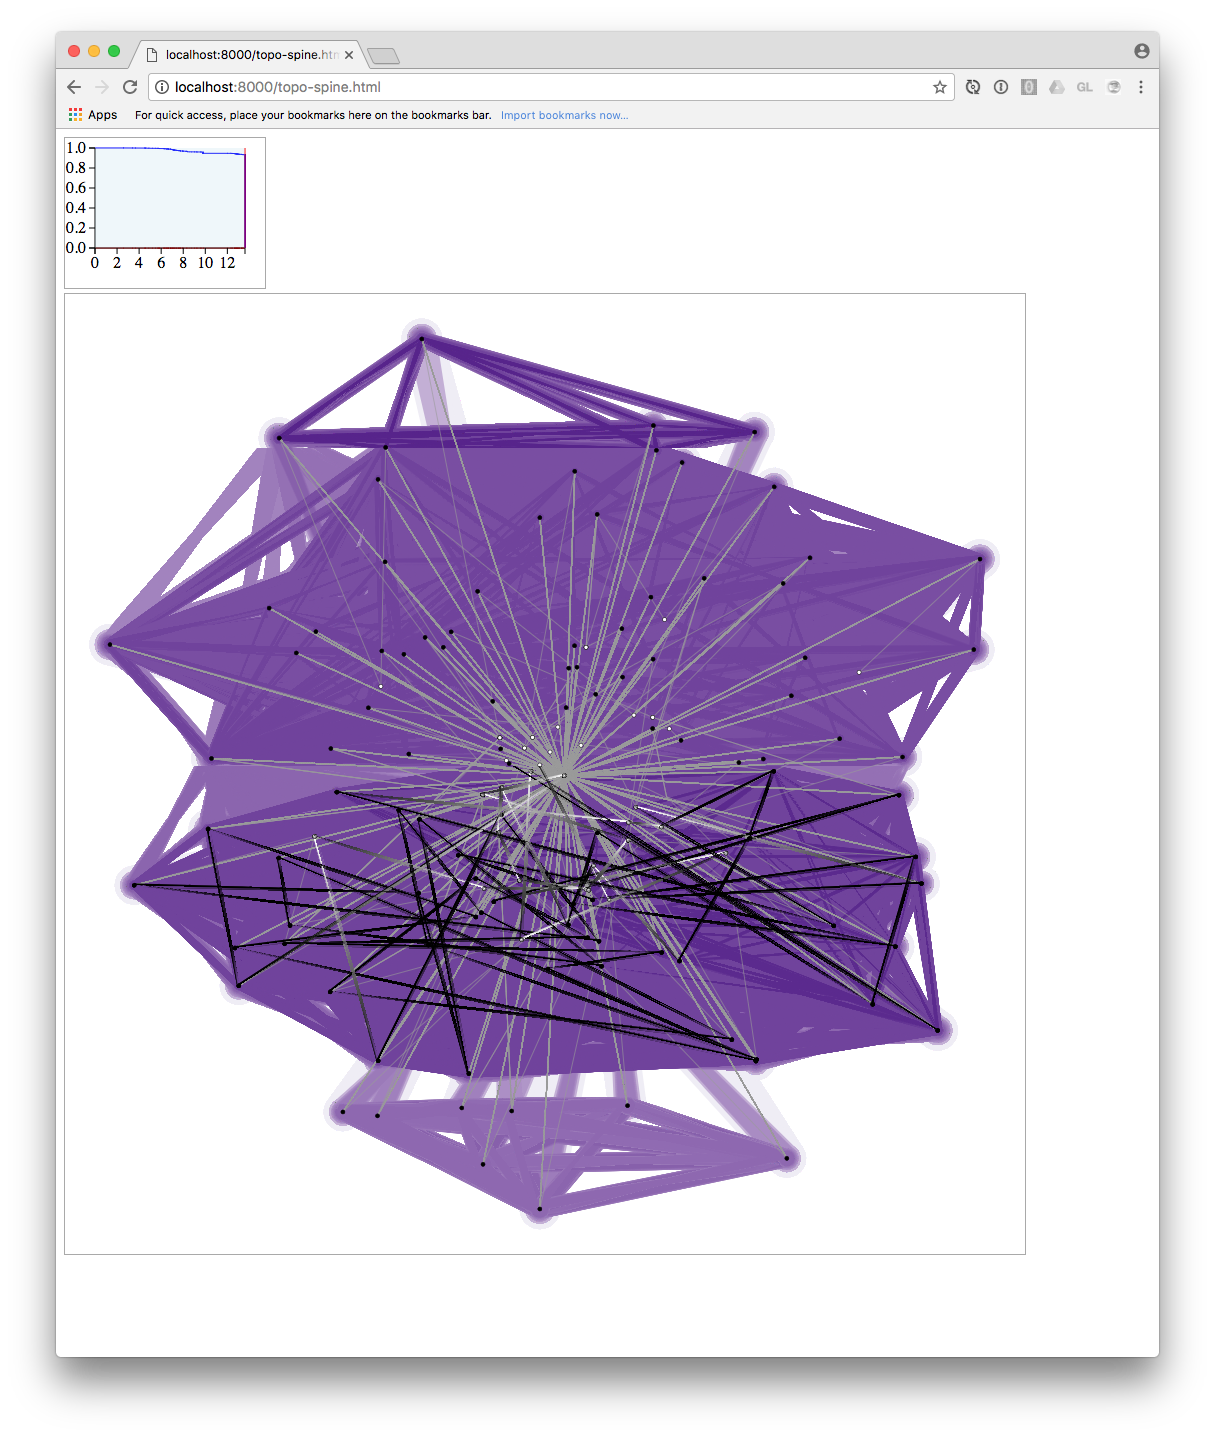 localhost:8000/topo-spine.htm
localhost:8000/topo-spine.html
GL
Apps
For quick access, place your bookmarks here on the bookmarks bar. Import bookmarks now...
1.0
0.8
0.6
0.4
0.2
0.0
0 2 4 6 8 10 12